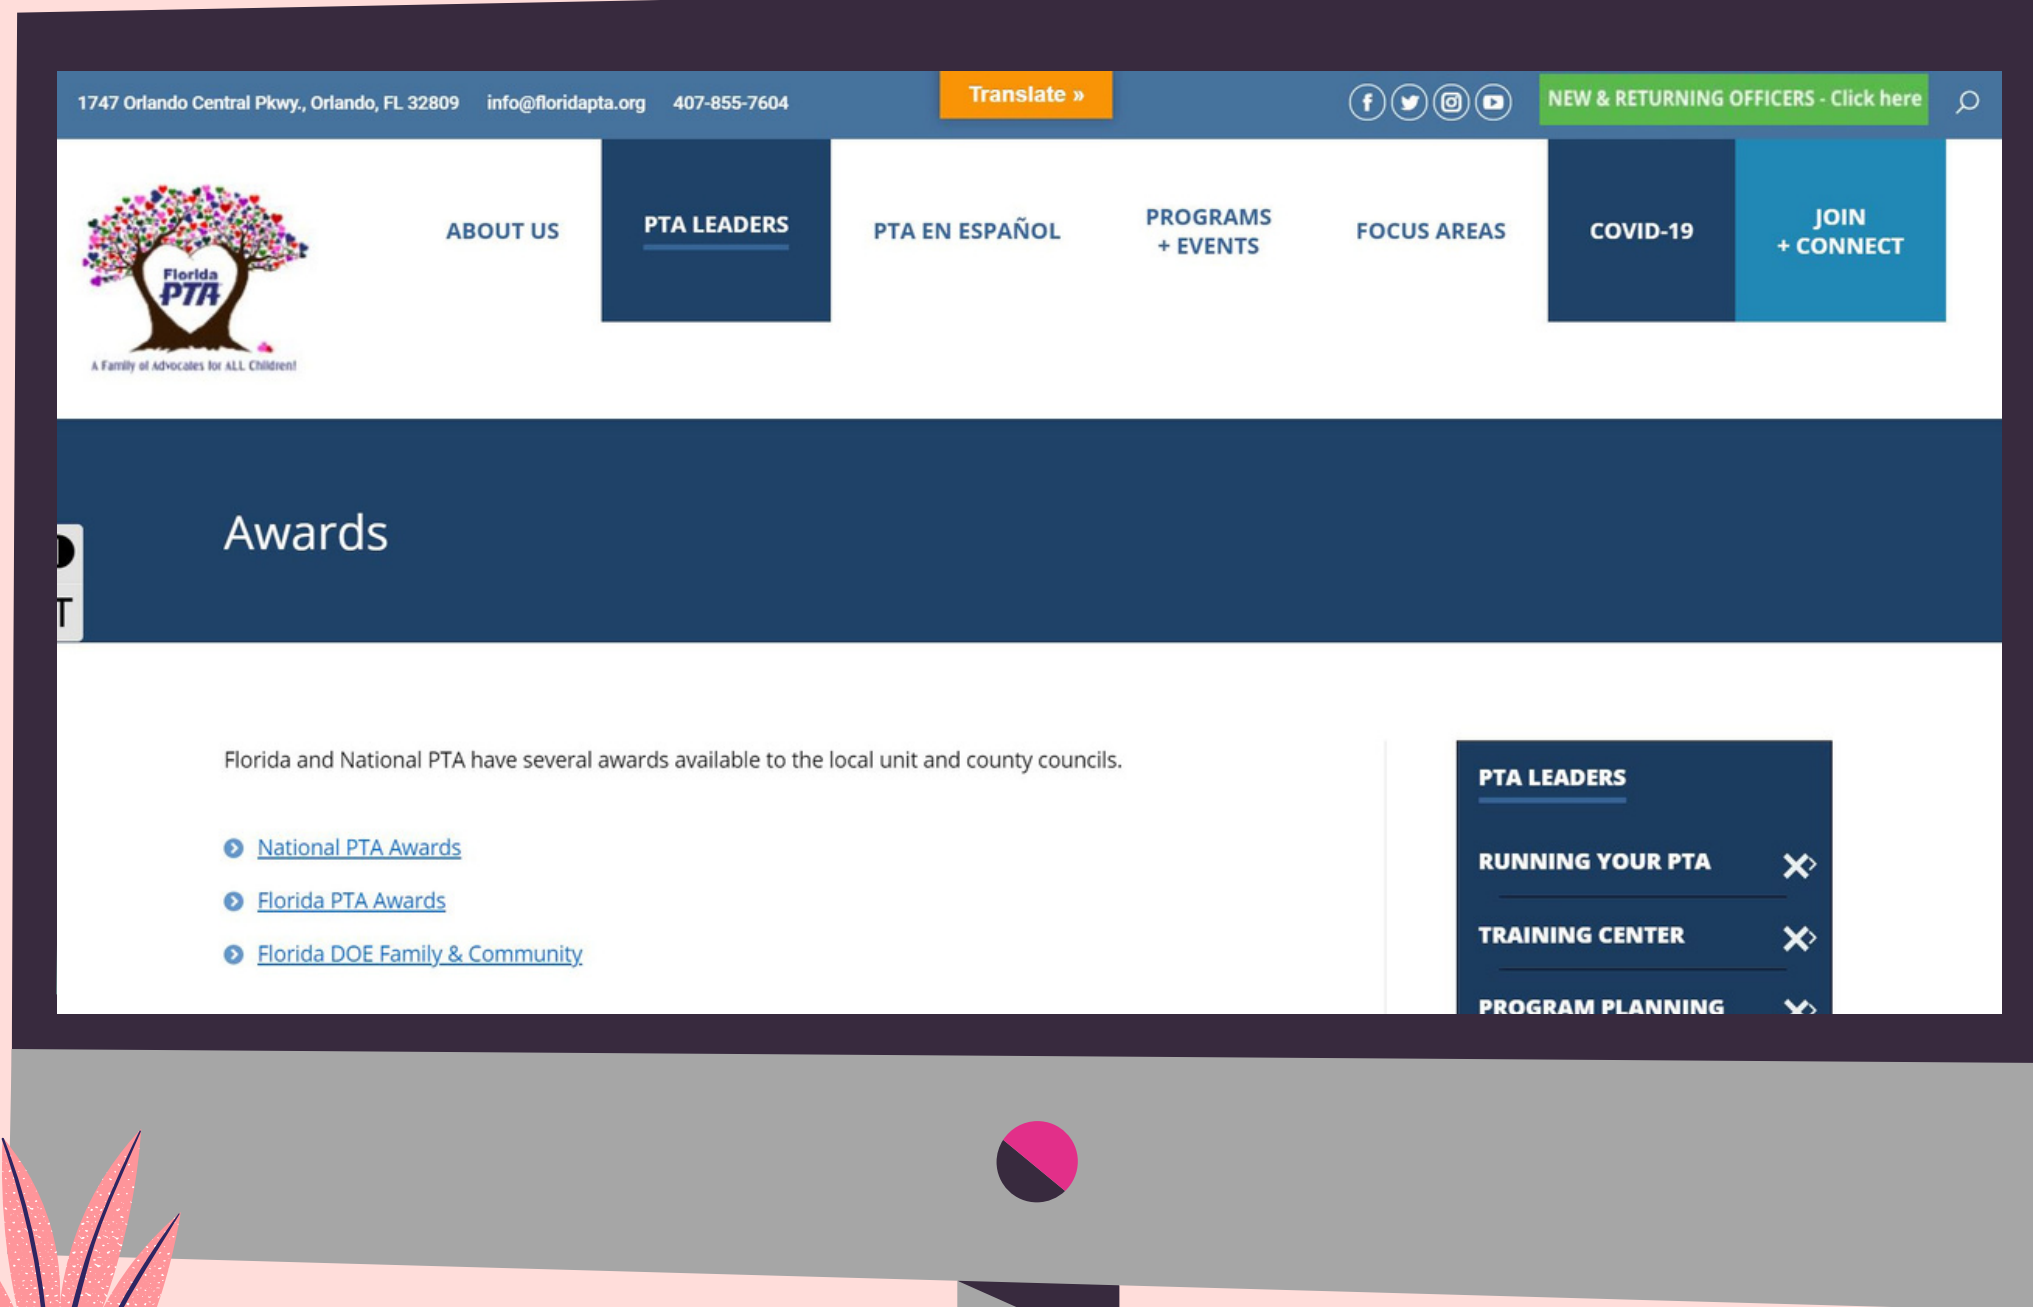 1747 Orlando Central Pkwy., Orlando, FL 32809 info@floridapta.org 407-855-7604
Translate »
NEW & RETURNING OFFICERS - Click here
Florida
PTA
A Family of Advocates for ALL Children!
ABOUT US
PTA LEADERS
PTA EN ESPAÑOL
PROGRAMS
+ EVENTS
FOCUS AREAS
COVID-19
JOIN
+ CONNECT
Awards
T
Florida and National PTA have several awards available to the local unit and county councils.
National PTA Awards
Florida PTA Awards
Florida DOE Family & Community
PTA LEADERS
RUNNING YOUR PTA
TRAINING CENTER
PROGRAM PLANNING